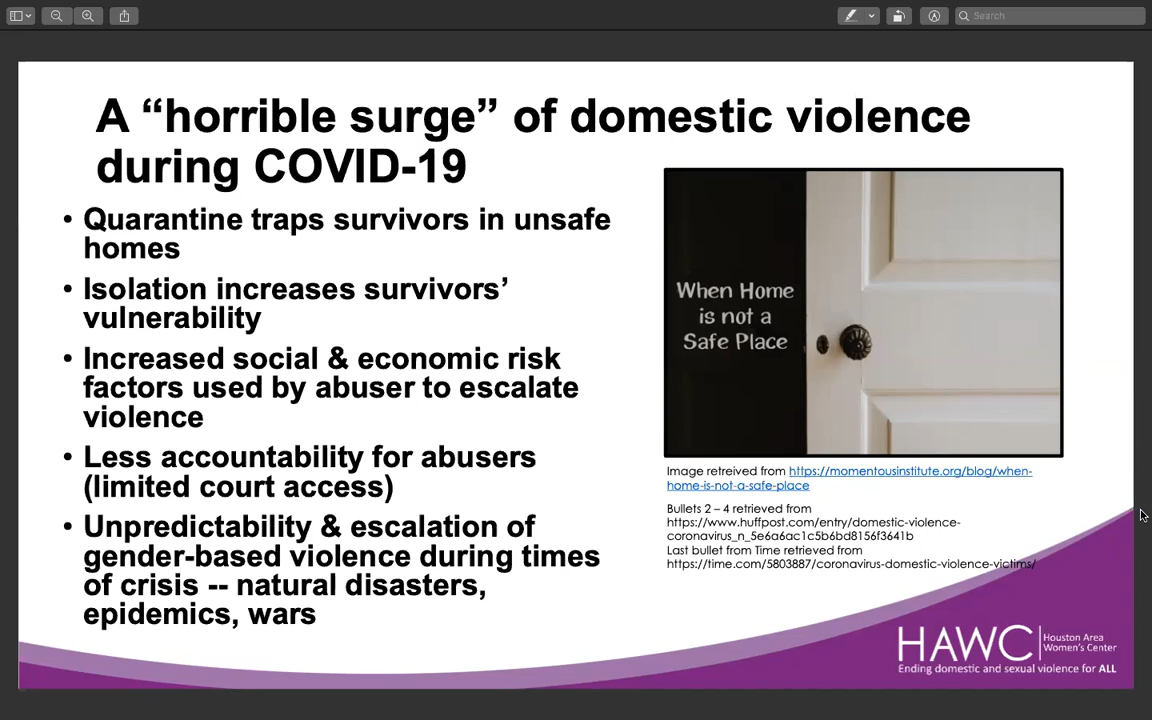 Search
A “horrible surge” of domestic violence
during COVID-19
• Quarantine traps survivors in unsafe
homes
• Isolation increases survivors’
vulnerability
• Increased social & economic risk
factors used by abuser to escalate
violence
• Less accountability for abusers
(limited court access)
• Unpredictability & escalation of
gender-based violence during times
of crisis -- natural disasters,
epidemics, wars
When Home
is not a
Safe Place
Image retreived from https://momentousinstitute.org/blog/when-
home-is-not-a-safe-place
Bullets 2 – 4 retrieved from
https://www.huffpost.com/entry/domestic-violence-
coronavirus_n_5e6a6ac1c5b6bd8156f3641b
Last bullet from Time retrieved from
https://time.com/5803887/coronavirus-domestic-violence-victims/
HAWC
Houston Area
Women's Center
Ending domestic and sexual violence for ALL